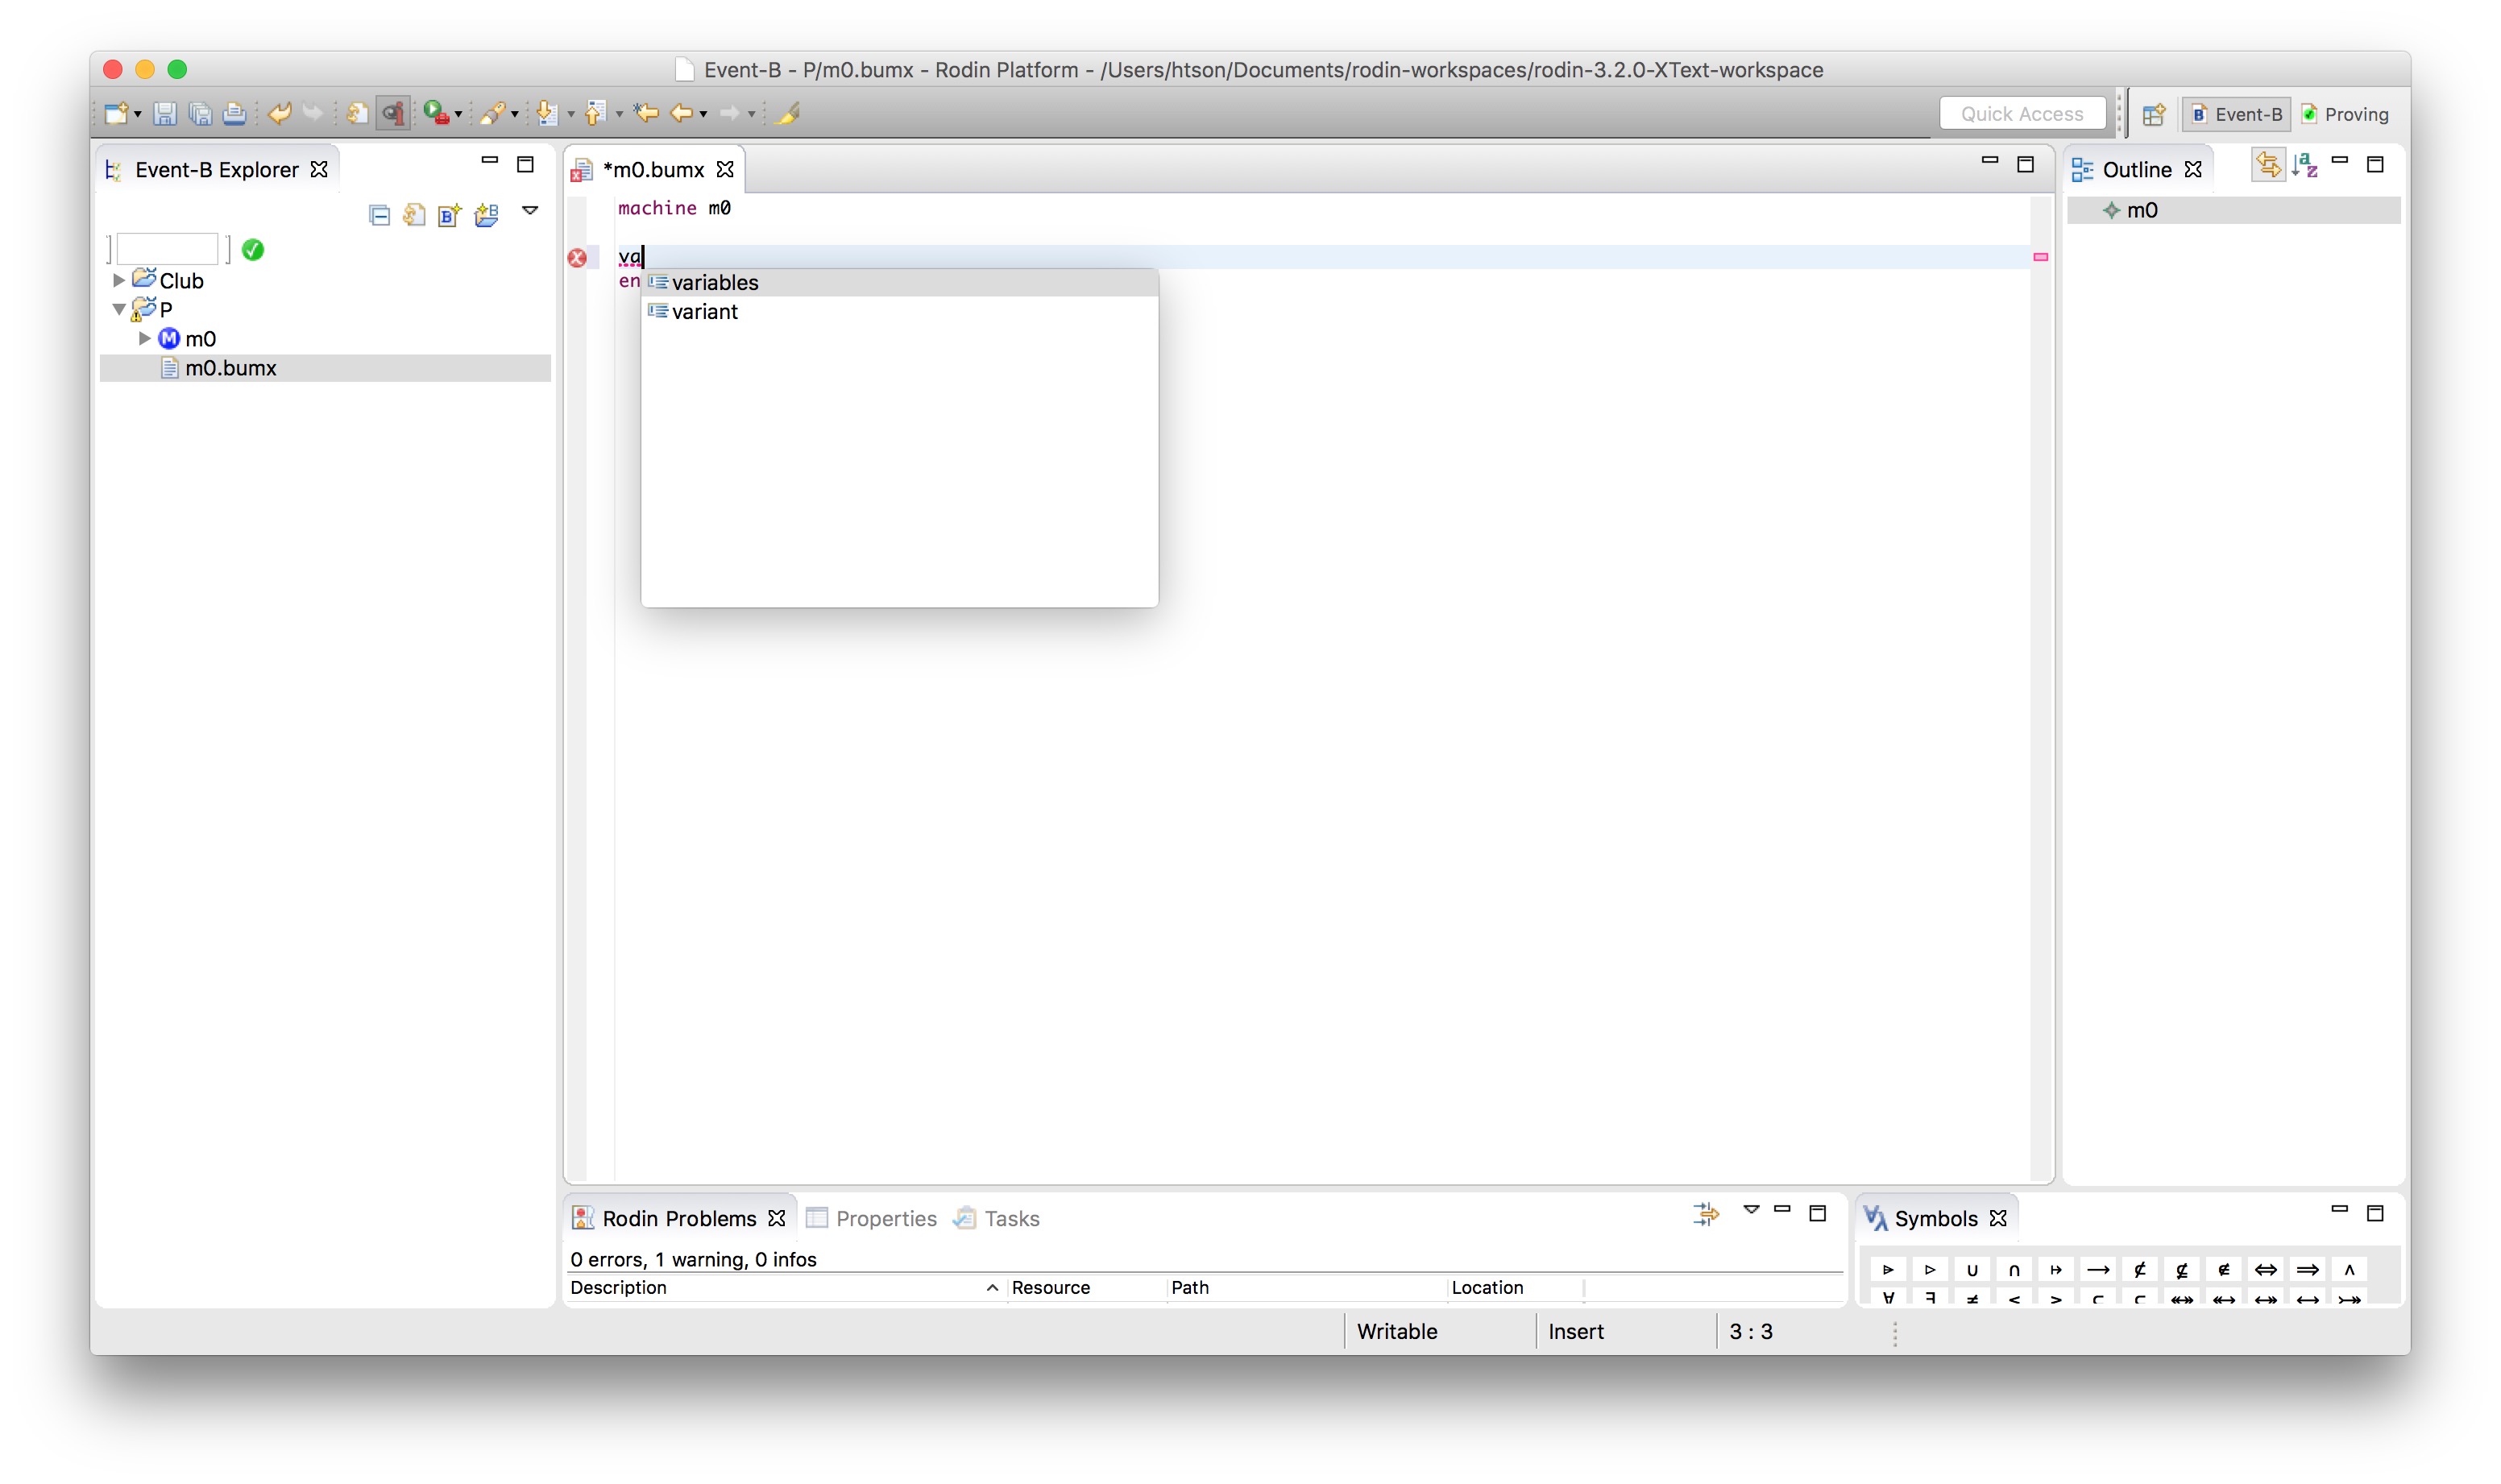 Event-B - P/m0.bumx - Rodin Platform - /Users/htson/Documents/rodin-workspaces/rodin-3.2.0-XText-workspace
Quick Access
Event-B
Proving
Event-B Explorer
Club
P
m0
m0.bumx
*m0.bumx
machine m0
va
en
variables
variant
Outline
m0
Rodin Problems
Properties
Tasks
0 errors, 1 warning, 0 infos
Description Resource Path Location
Symbols
⩥ ▷ ∪ ∩ ↦ → ⊄ ⊈ ∉ ⇔ ⇒ ∧
Writable
Insert
3 : 3